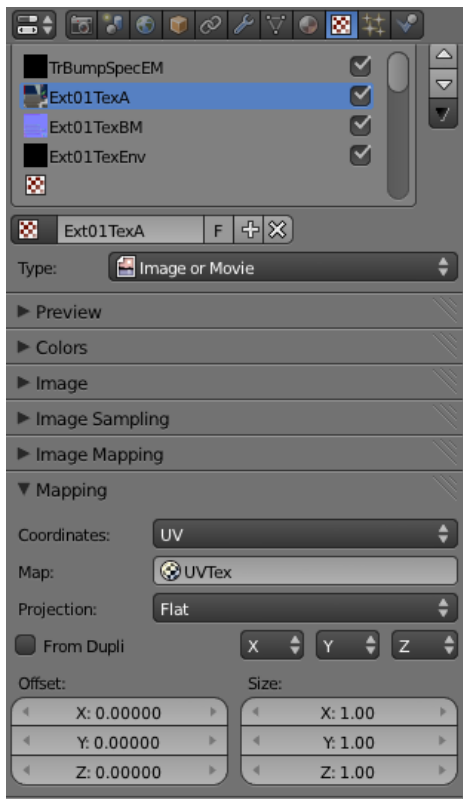 TrBumpSpecEM
Ext01TexA
Ext01TexBM
Ext01TexEnv
Ext01TexA F
Type: Image or Movie
Preview
Colors
Image
Image Sampling
Image Mapping
Mapping
Coordinates: UV
Map: UVTex
Projection: Flat
From Dupli X Y Z
Offset: Size:
X: 0.00000 X: 1.00
Y: 0.00000 Y: 1.00
Z: 0.00000 Z: 1.00